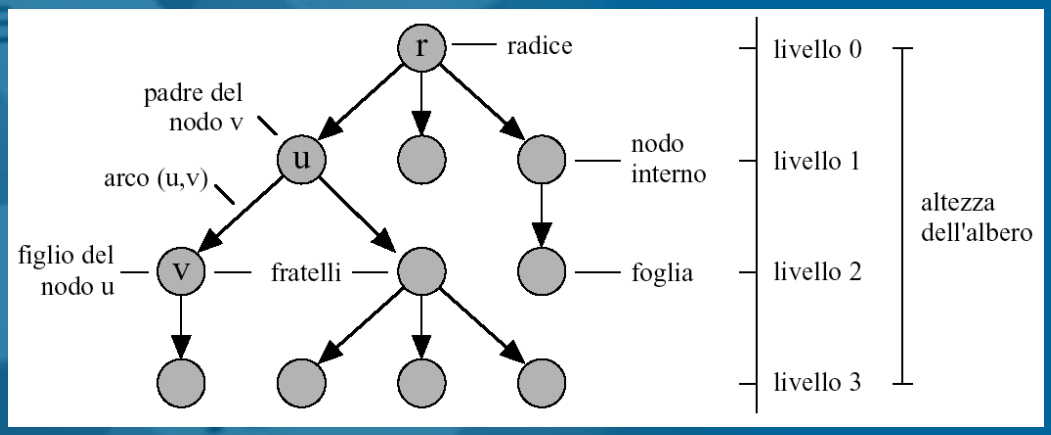 r
radice
livello 0
padre del
nodo v
u
nodo
interno
livello 1
arco (u,v)
altezza
dell'albero
figlio del
nodo u
v
fratelli
foglia
livello 2
livello 3